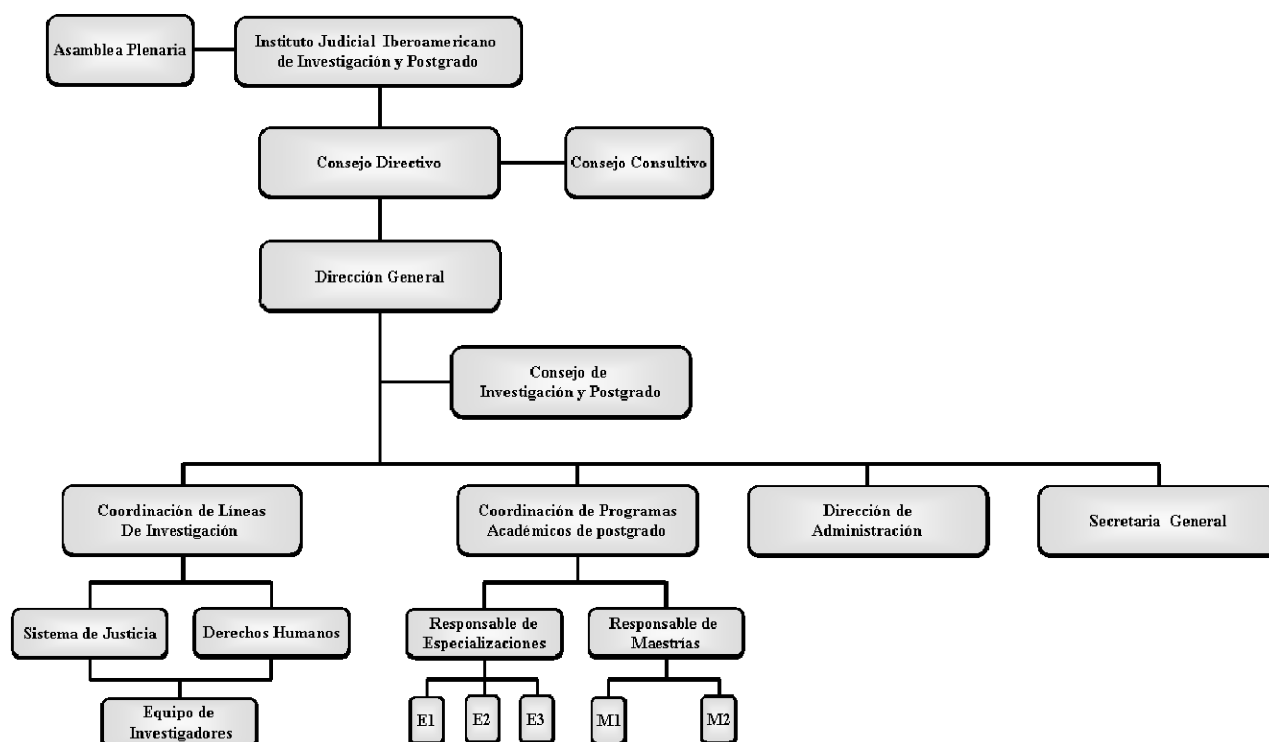 Asamblea Plenaria
Instituto Judicial Iberoamericano
de Investigación y Postgrado
Consejo Directivo
Consejo Consultivo
Dirección General
Consejo de
Investigación y Postgrado
Coordinación de Líneas
De Investigación
Coordinación de Programas
Académicos de postgrado
Dirección de
Administración
Secretaria General
Sistema de Justicia
Derechos Humanos
Responsable de
Especializaciones
Responsable de
Maestrías
Equipo de
Investigadores
E1
E2
E3
M1
M2